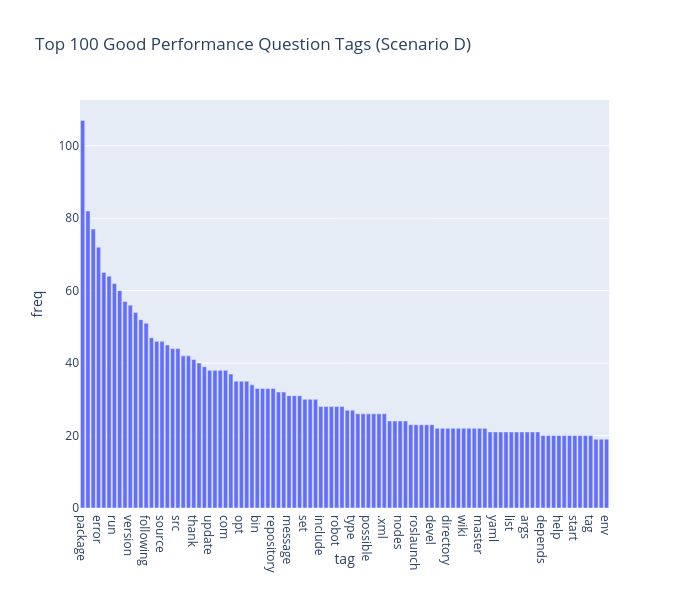 Top 100 Good Performance Question Tags (Scenario D)
freq
100
80
60
40
20
0
package
error
run
version
following
source
src
thank
update
com
opt
bin
repository
message
set
include
robot
type
possible
.xml
nodes
roslaunch
devel
directory
wiki
master
yaml
list
args
depends
help
start
tag
env
tag